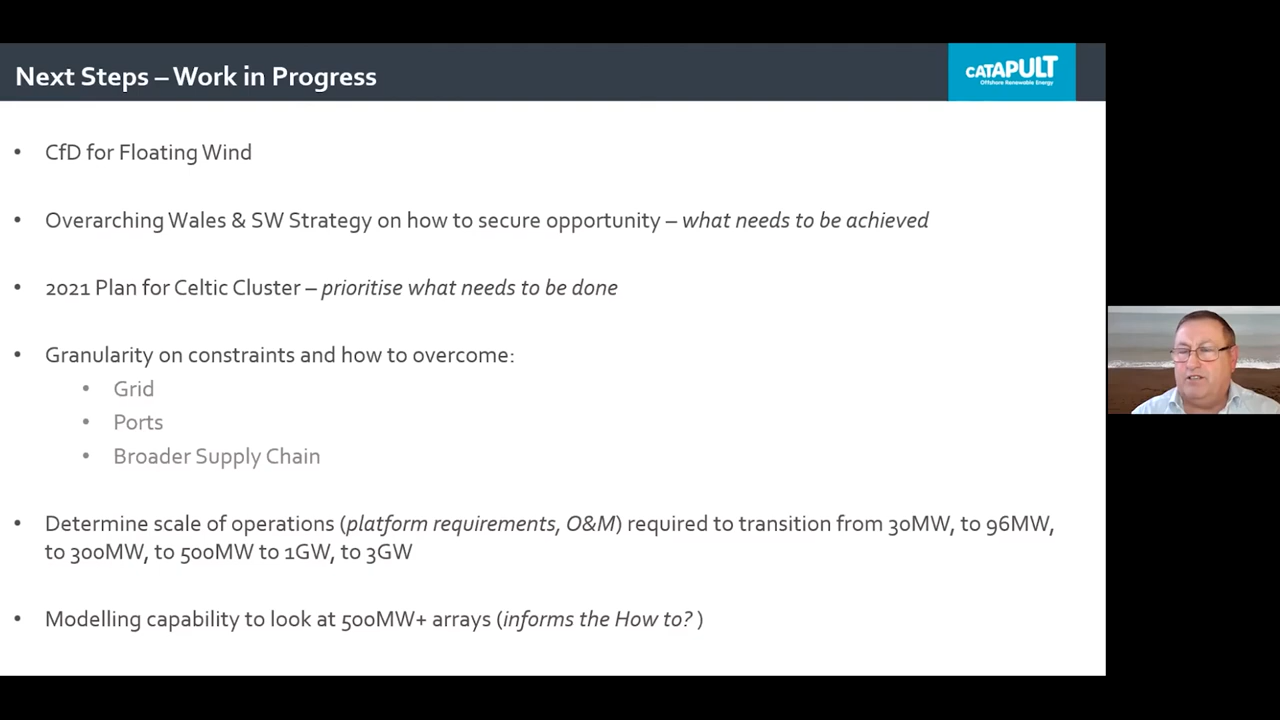 Next Steps – Work in Progress
CATAPULT
Offshore Renewable Energy
• CfD for Floating Wind
• Overarching Wales & SW Strategy on how to secure opportunity – what needs to be achieved
• 2021 Plan for Celtic Cluster – prioritise what needs to be done
• Granularity on constraints and how to overcome:
• Grid
• Ports
• Broader Supply Chain
• Determine scale of operations (platform requirements, O&M) required to transition from 30MW, to 96MW,
to 300MW, to 500MW to 1GW, to 3GW
• Modelling capability to look at 500MW+ arrays (informs the How to? )